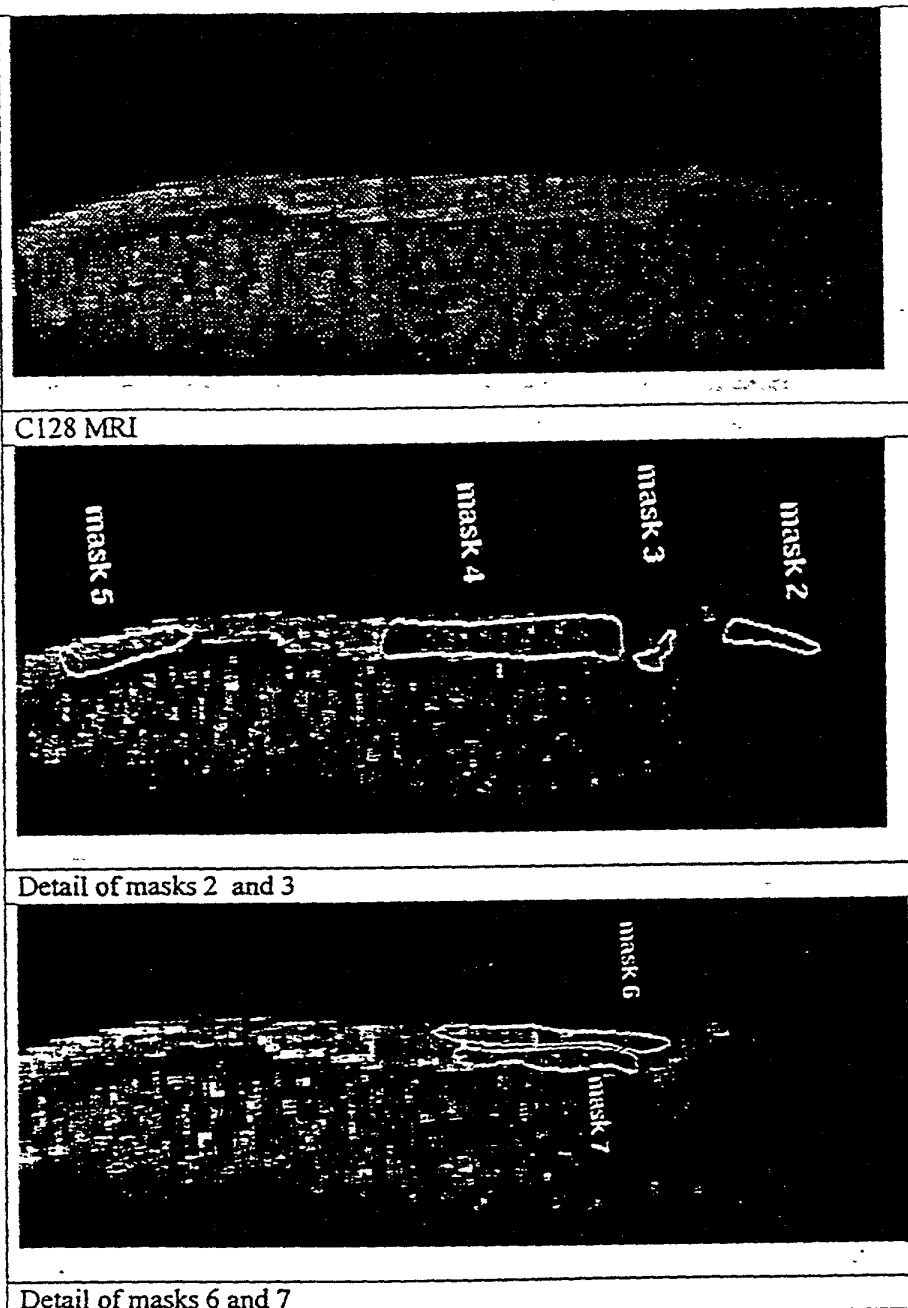 C128 MRI
mask 5
mask 4
mask 3
mask 2
Detail of masks 2 and 3
mask 6
mask 7
Detail of masks 6 and 7